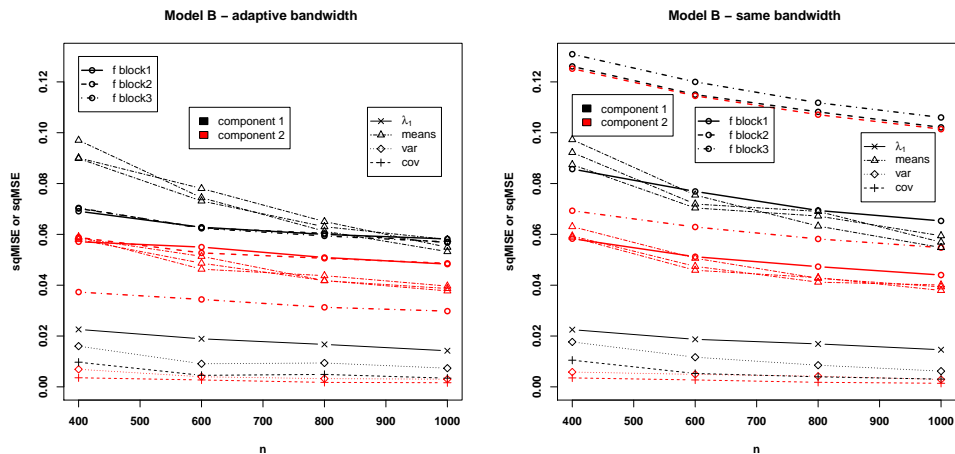 Model B – adaptive bandwidth
sqMSE or sqMSE
0.12
0.10
0.08
0.06
0.04
0.02
0.00
f block1
f block2
f block3
component 1
component 2
λ1
means
var
cov
400
500
600
700
800
900
1000
n
Model B – same bandwidth
sqMSE or sqMSE
0.12
0.10
0.08
0.06
0.04
0.02
0.00
component 1
component 2
f block1
f block2
f block3
λ1
means
var
cov
400
500
600
700
800
900
1000
n